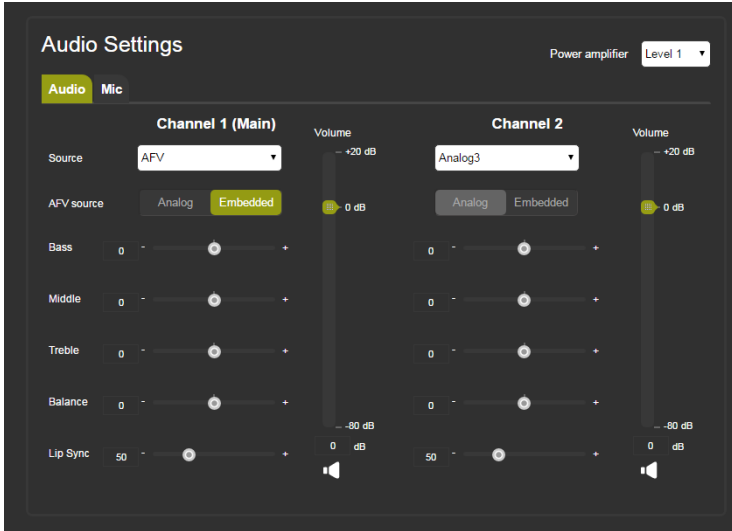 Audio Settings
Power amplifier Level 1
Audio Mic
Channel 1 (Main) Volume Channel 2 Volume
Source AFV +20 dB Analog3 +20 dB
AFV source Analog Embedded 0 dB Analog Embedded 0 dB
Bass 0 - + 0 - +
Middle 0 - + 0 - +
Treble 0 - + 0 - +
Balance 0 - + 0 - +
-80 dB -80 dB
Lip Sync 50 - + 0 dB 50 - + 0 dB